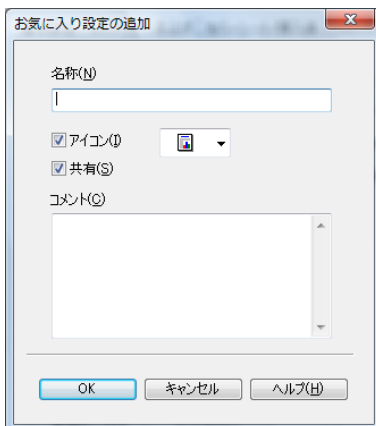 お気に入り設定の追加
名称(N)
アイコン(I)
共有(S)
コメント(C)
OK キャンセル ヘルプ(H)